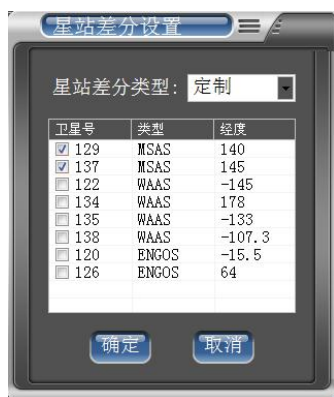 星站差分设置
星站差分类型: 定制
卫星号 类型 经度
129 MSAS 140
137 MSAS 145
122 WAAS -145
134 WAAS 178
135 WAAS -133
138 WAAS -107.3
120 ENGOS -15.5
126 ENGOS 64
确定 取消